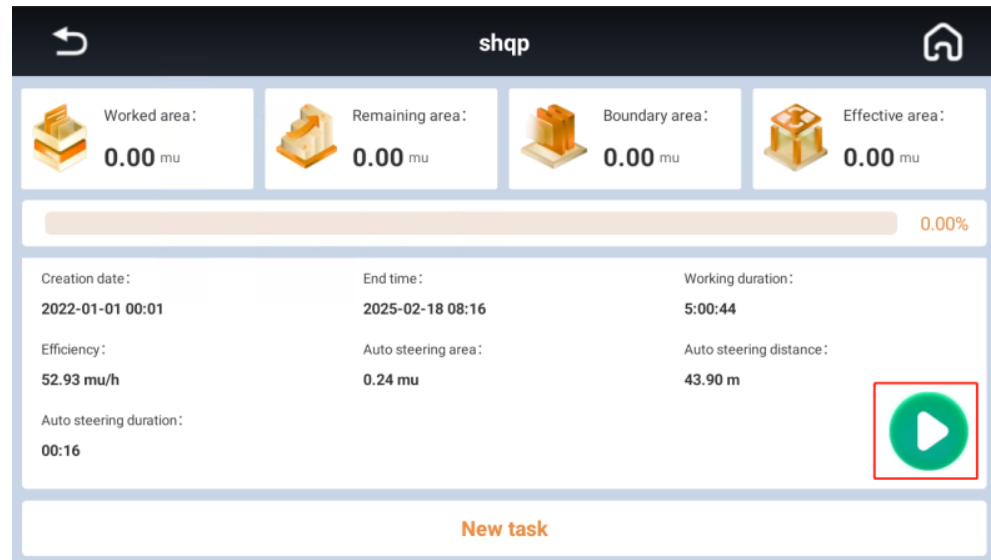 shqp
Worked area:
0.00 mu
Remaining area:
0.00 mu
Boundary area:
0.00 mu
Effective area:
0.00 mu
0.00%
Creation date:
2022-01-01 00:01
End time:
2025-02-18 08:16
Working duration:
5:00:44
Efficiency:
52.93 mu/h
Auto steering area:
0.24 mu
Auto steering distance:
43.90 m
Auto steering duration:
00:16
New task